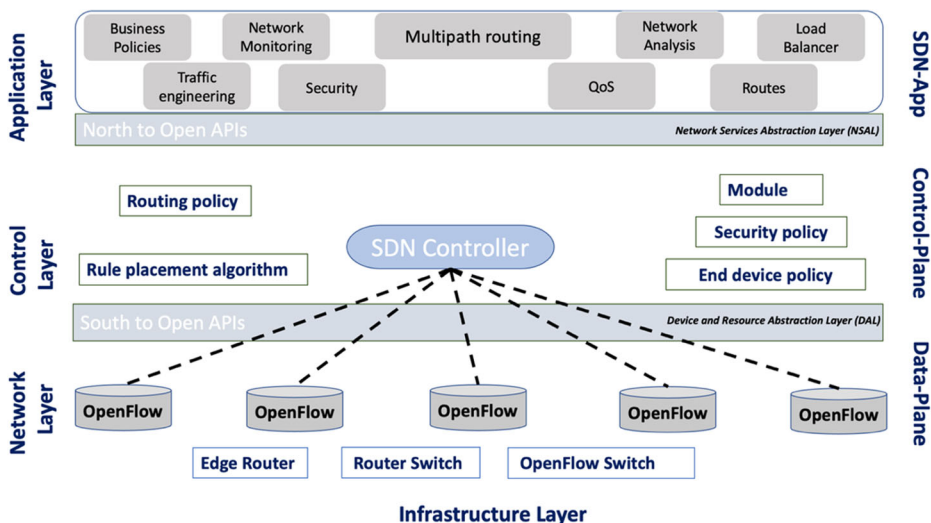 Application
Layer
Business
Policies
Network
Monitoring
Multipath routing
Network
Analysis
Load
Balancer
Traffic
engineering
Security
QoS
Routes
SDN-App
North to Open APIs
Network Services Abstraction Layer (NSAL)
Control
Layer
Routing policy
Rule placement algorithm
SDN Controller
Module
Security policy
End device policy
Control-Plane
South to Open APIs
Device and Resource Abstraction Layer (DAL)
Network
Layer
OpenFlow
OpenFlow
OpenFlow
OpenFlow
OpenFlow
Data-Plane
Edge Router
Router Switch
OpenFlow Switch
Infrastructure Layer